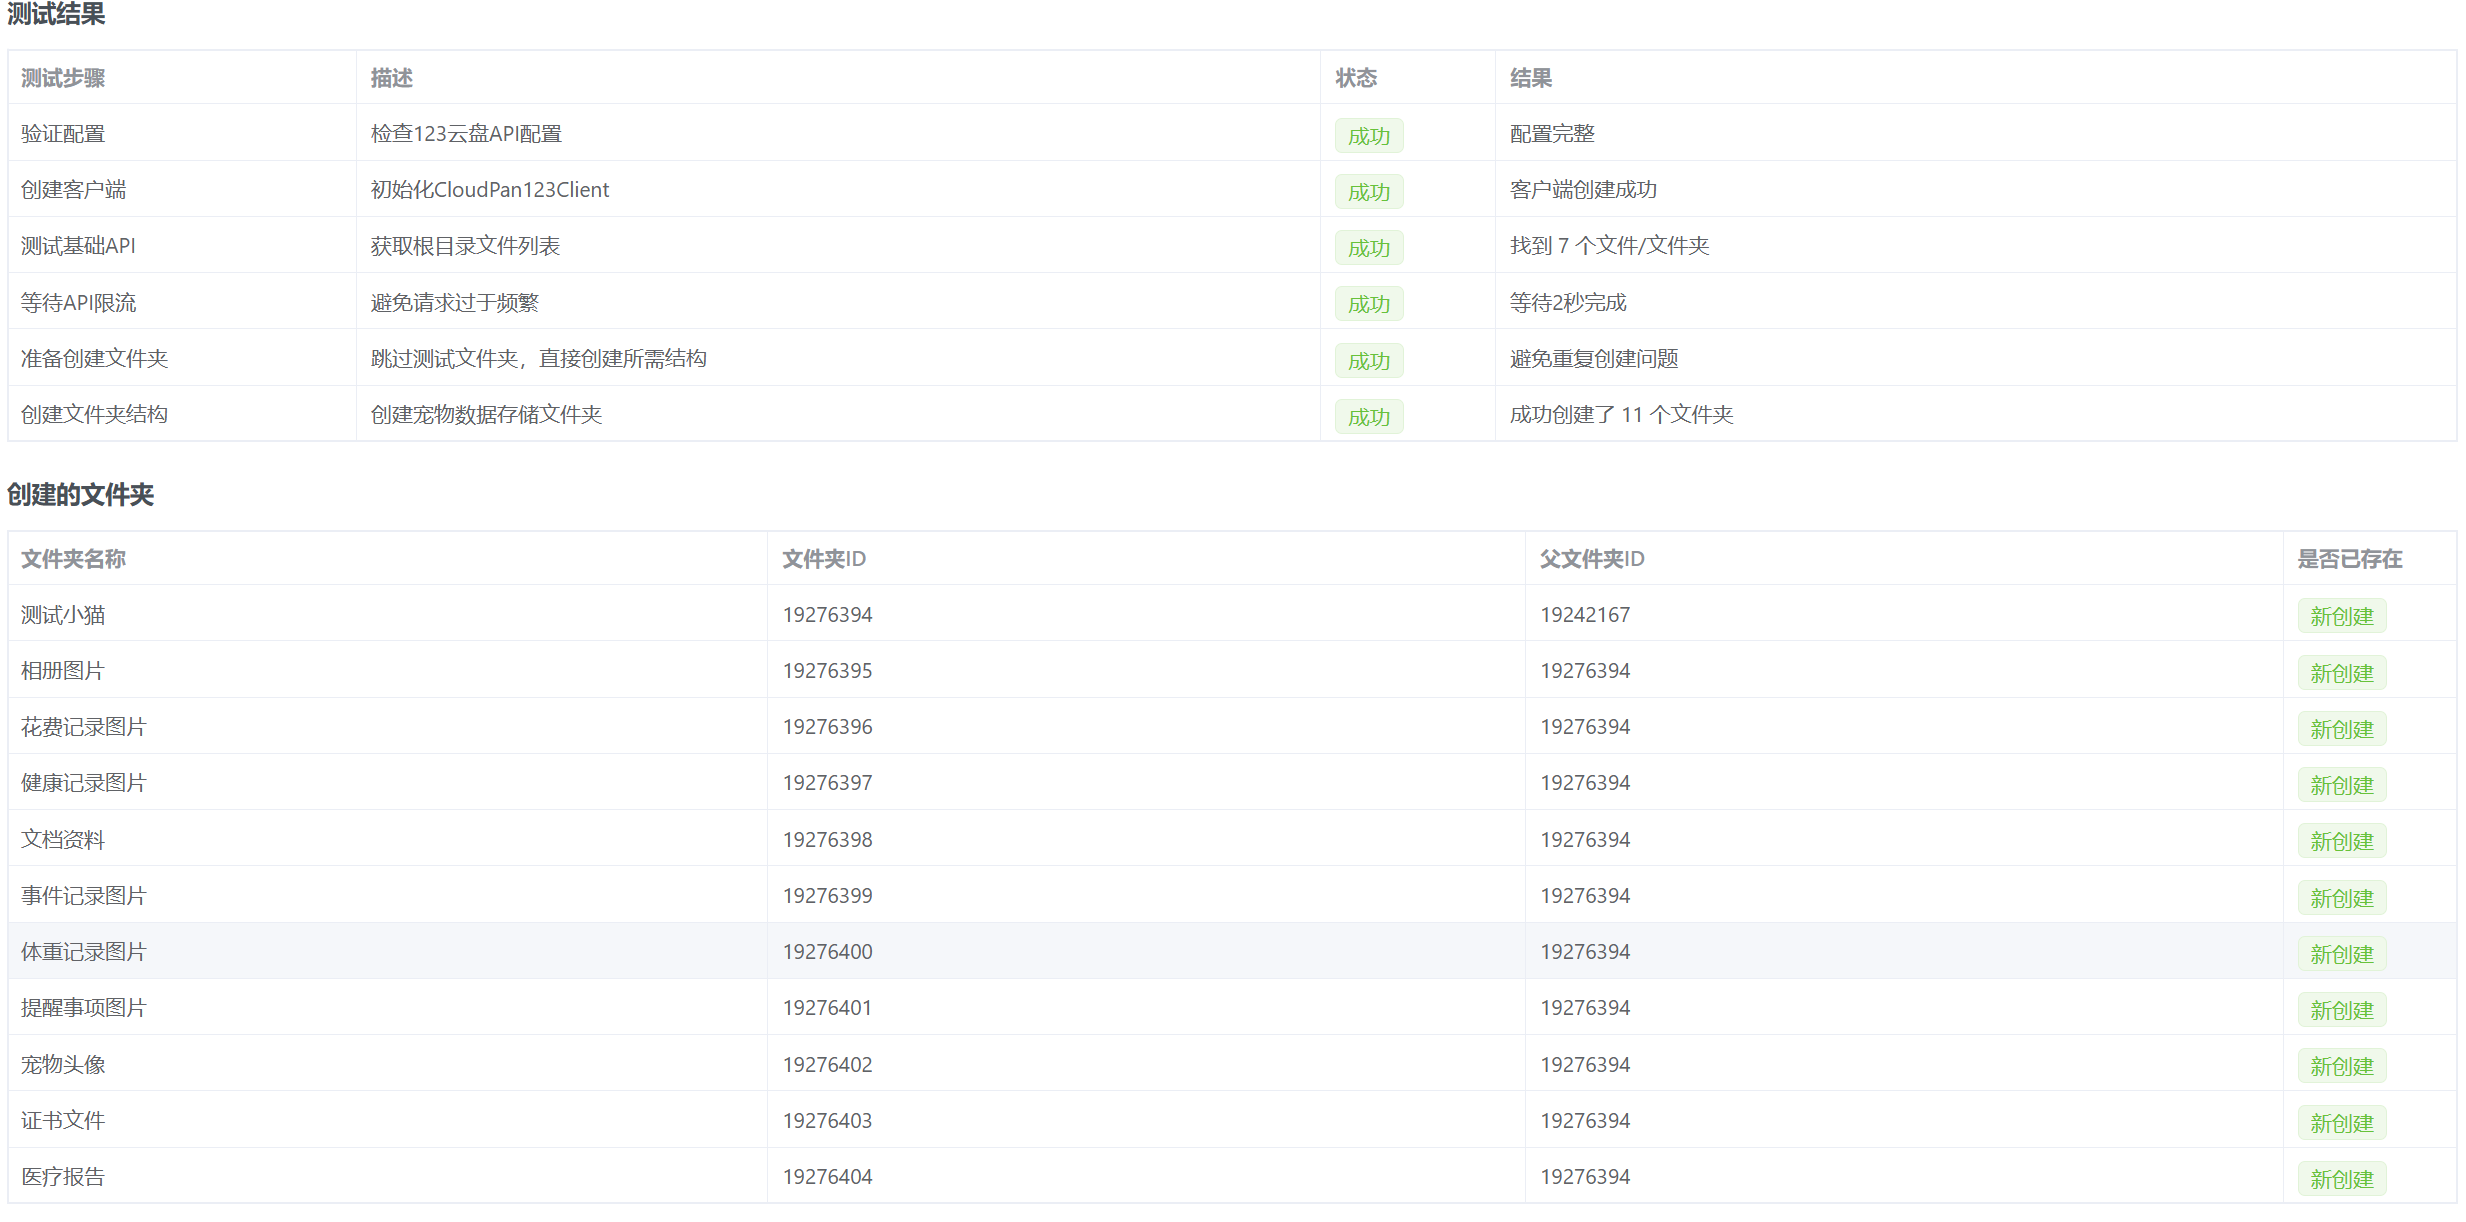 测试结果
测试步骤 描述 状态 结果
验证配置 检查123云盘API配置 成功 配置完整
创建客户端 初始化CloudPan123Client 成功 客户端创建成功
测试基础API 获取根目录文件列表 成功 找到 7 个文件/文件夹
等待API限流 避免请求过于频繁 成功 等待2秒完成
准备创建文件夹 跳过测试文件夹，直接创建所需结构 成功 避免重复创建问题
创建文件夹结构 创建宠物数据存储文件夹 成功 成功创建了 11 个文件夹
创建的文件夹
文件夹名称 文件夹ID 父文件夹ID 是否已存在
测试小猫 19276394 19242167 新创建
相册图片 19276395 19276394 新创建
花费记录图片 19276396 19276394 新创建
健康记录图片 19276397 19276394 新创建
文档资料 19276398 19276394 新创建
事件记录图片 19276399 19276394 新创建
体重记录图片 19276400 19276394 新创建
提醒事项图片 19276401 19276394 新创建
宠物头像 19276402 19276394 新创建
证书文件 19276403 19276394 新创建
医疗报告 19276404 19276394 新创建